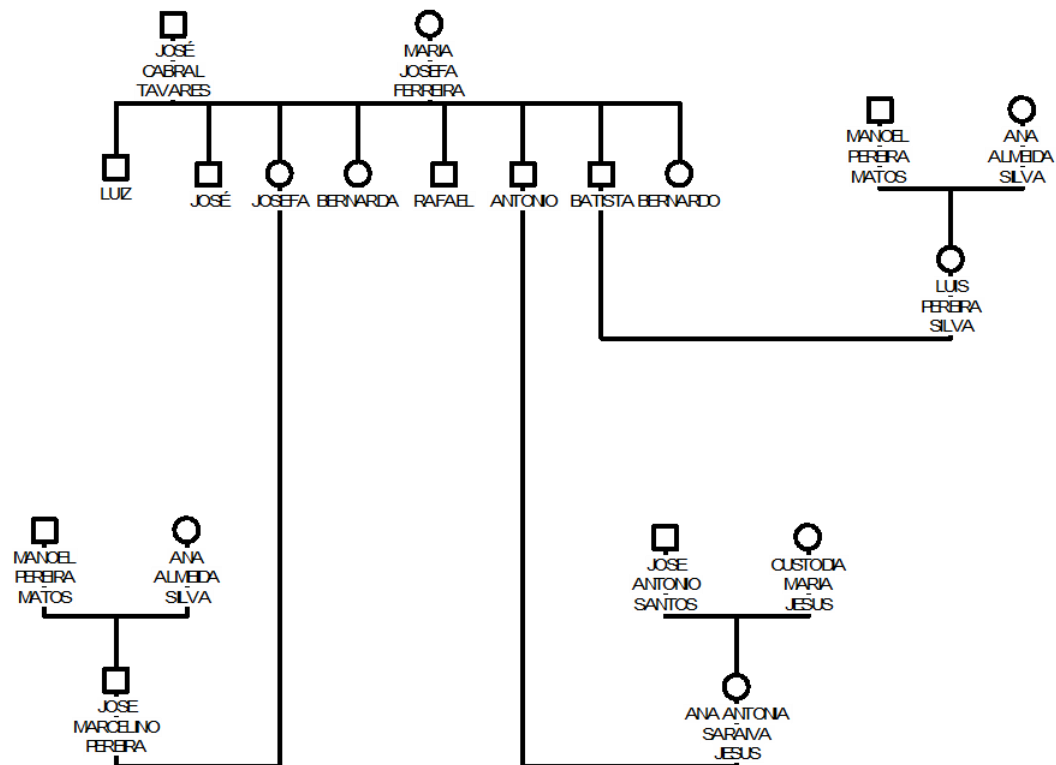 JOSÉ
CABRAL
TAVARES
MARIA
JOSEFA
FERREIRA
MANOEL
PEREIRA
MATOS
ANA
ALMEIDA
SILVA
LUIZ
JOSÉ
JOSEFA
BERNARDA
RAFAEL
ANTONIO
BATISTA
BERNARDO
LUIS
PEREIRA
SILVA
MANOEL
PEREIRA
MATOS
ANA
ALMEIDA
SILVA
JOSE
ANTONIO
SANTOS
CUSTODIA
MARIA
JESUS
JOSE
MARCELINO
PEREIRA
ANA ANTONIA
SARAIVA
JESUS